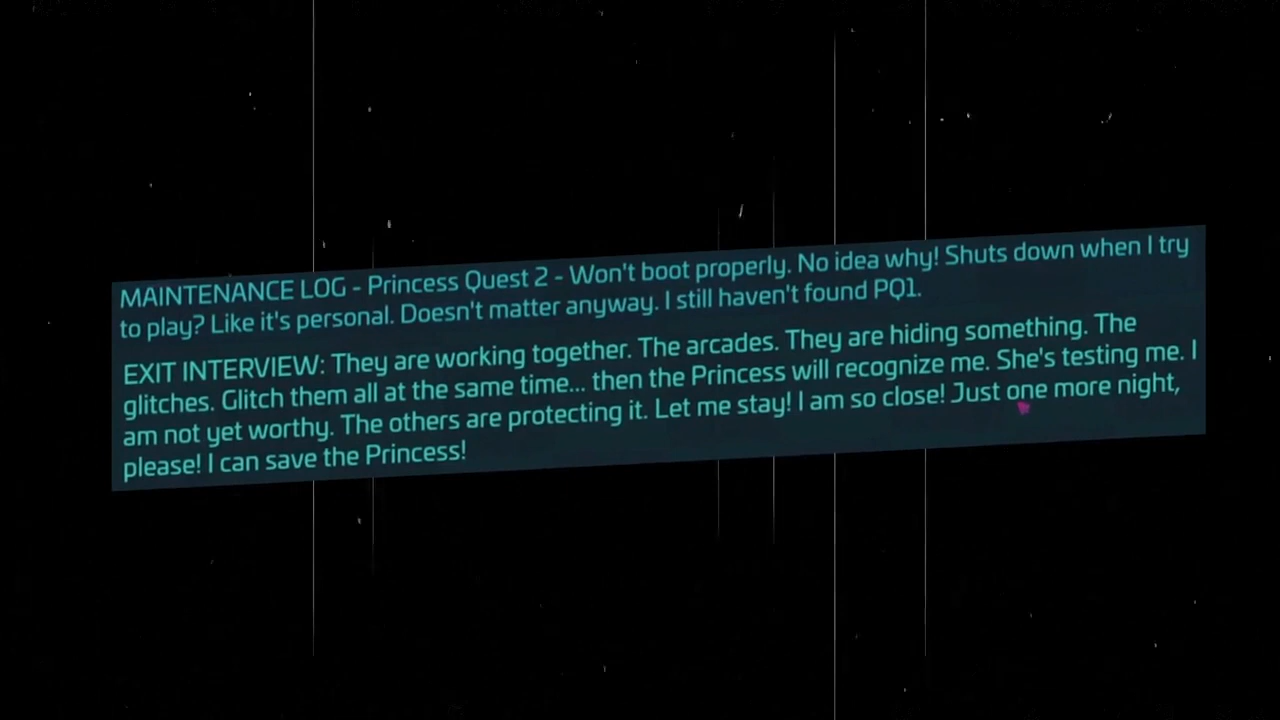 MAINTENANCE LOG - Princess Quest 2 - Won't boot properly. No idea why! Shuts down when I try
to play? Like it's personal. Doesn't matter anyway. I still haven't found PQ1.
EXIT INTERVIEW: They are working together. The arcades. They are hiding something. The
glitches. Glitch them all at the same time... then the Princess will recognize me. She's testing me. I
am not yet worthy. The others are protecting it. Let me stay! I am so close! Just one more night,
please! I can save the Princess!